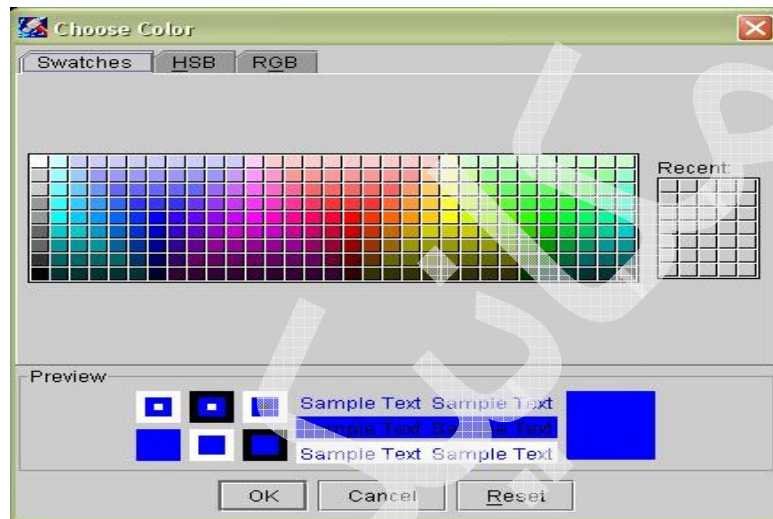 Choose Color
Swatches HSB RGB
Recent:
Preview
Sample Text Sample Text
Sample Text Sample Text
Sample Text Sample Text
OK Cancel Reset